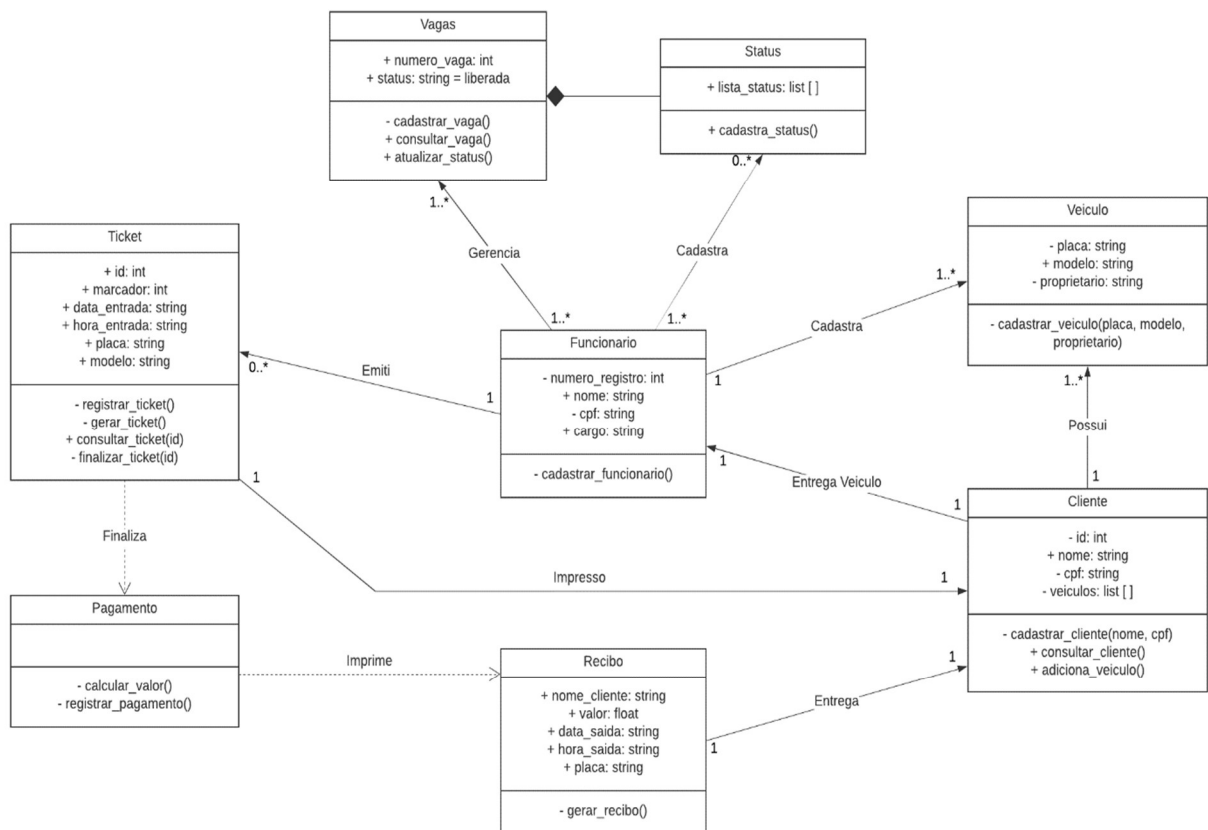 Vagas
+ numero_vaga: int
+ status: string = liberada
- cadastrar_vaga()
+ consultar_vaga()
+ atualizar_status()
Status
+ lista_status: list [ ]
+ cadastra_status()
0..*
1..*
Gerencia
Cadastra
Veiculo
- placa: string
+ modelo: string
- proprietario: string
- cadastrar_veiculo(placa, modelo,
proprietario)
1..*
1..*
Ticket
+ id: int
+ marcador: int
+ data_entrada: string
+ hora_entrada: string
+ placa: string
+ modelo: string
- registrar_ticket()
- gerar_ticket()
+ consultar_ticket(id)
- finalizar_ticket(id)
0..*
Emiti
1
1..*
1..*
Funcionario
- numero_registro: int
+ nome: string
- cpf: string
+ cargo: string
- cadastrar_funcionario()
1
Cadastra
1
Entrega Veiculo
1
Possui
1
Cliente
- id: int
+ nome: string
- cpf: string
- veiculos: list [ ]
- cadastrar_cliente(nome, cpf)
+ consultar_cliente()
+ adiciona_veiculo()
1
Impresso
1
Finaliza
Pagamento
- calcular_valor()
- registrar_pagamento()
Imprime
Recibo
+ nome_cliente: string
+ valor: float
+ data_saida: string
+ hora_saida: string
+ placa: string
- gerar_recibo()
1
Entrega
1